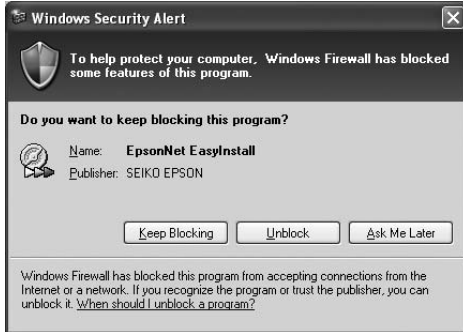 Windows Security Alert
To help protect your computer, Windows Firewall has blocked
some features of this program.
Do you want to keep blocking this program?
Name: EpsonNet EasyInstall
Publisher: SEIKO EPSON
Keep Blocking Unblock Ask Me Later
Windows Firewall has blocked this program from accepting connections from the
Internet or a network. If you recognize the program or trust the publisher, you can
unblock it. When should I unblock a program?